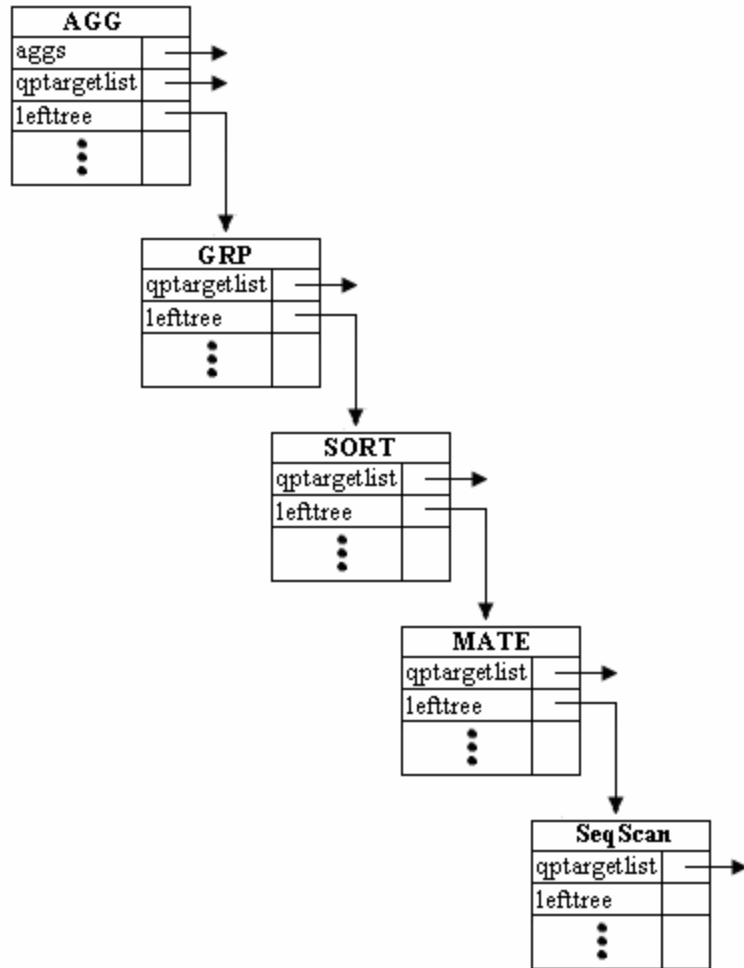 AGG
aggs
qptargetlist
lefttree
GRP
qptargetlist
lefttree
SORT
qptargetlist
lefttree
MATE
qptargetlist
lefttree
SeqScan
qptargetlist
lefttree